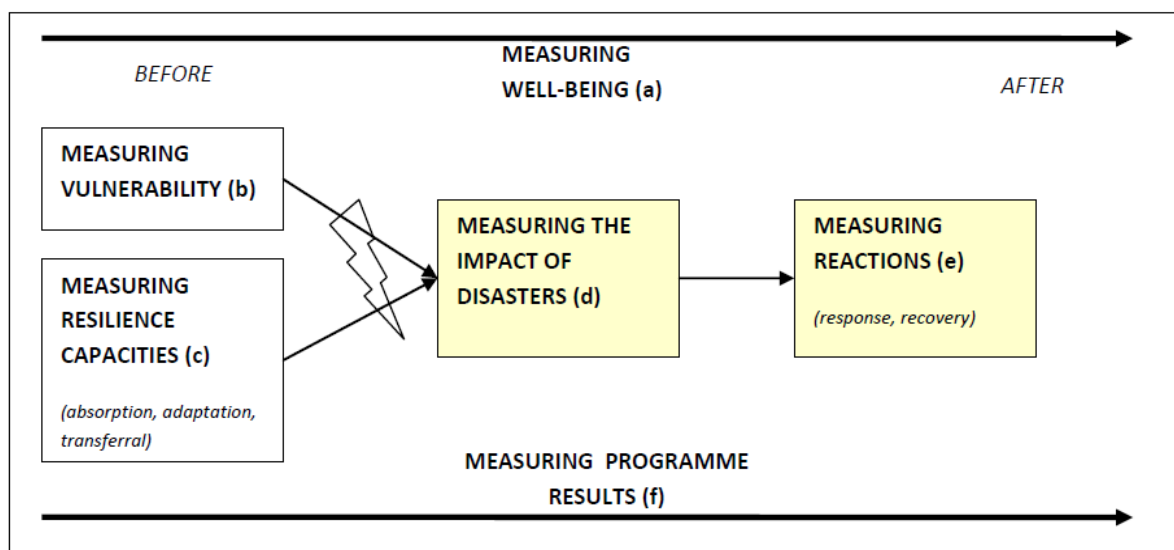 MEASURING
WELL-BEING (a)
BEFORE
AFTER
MEASURING
VULNERABILITY (b)
MEASURING
RESILIENCE
CAPACITIES (c)
(absorption, adaptation,
transferral)
MEASURING THE
IMPACT OF
DISASTERS (d)
MEASURING
REACTIONS (e)
(response, recovery)
MEASURING PROGRAMME
RESULTS (f)